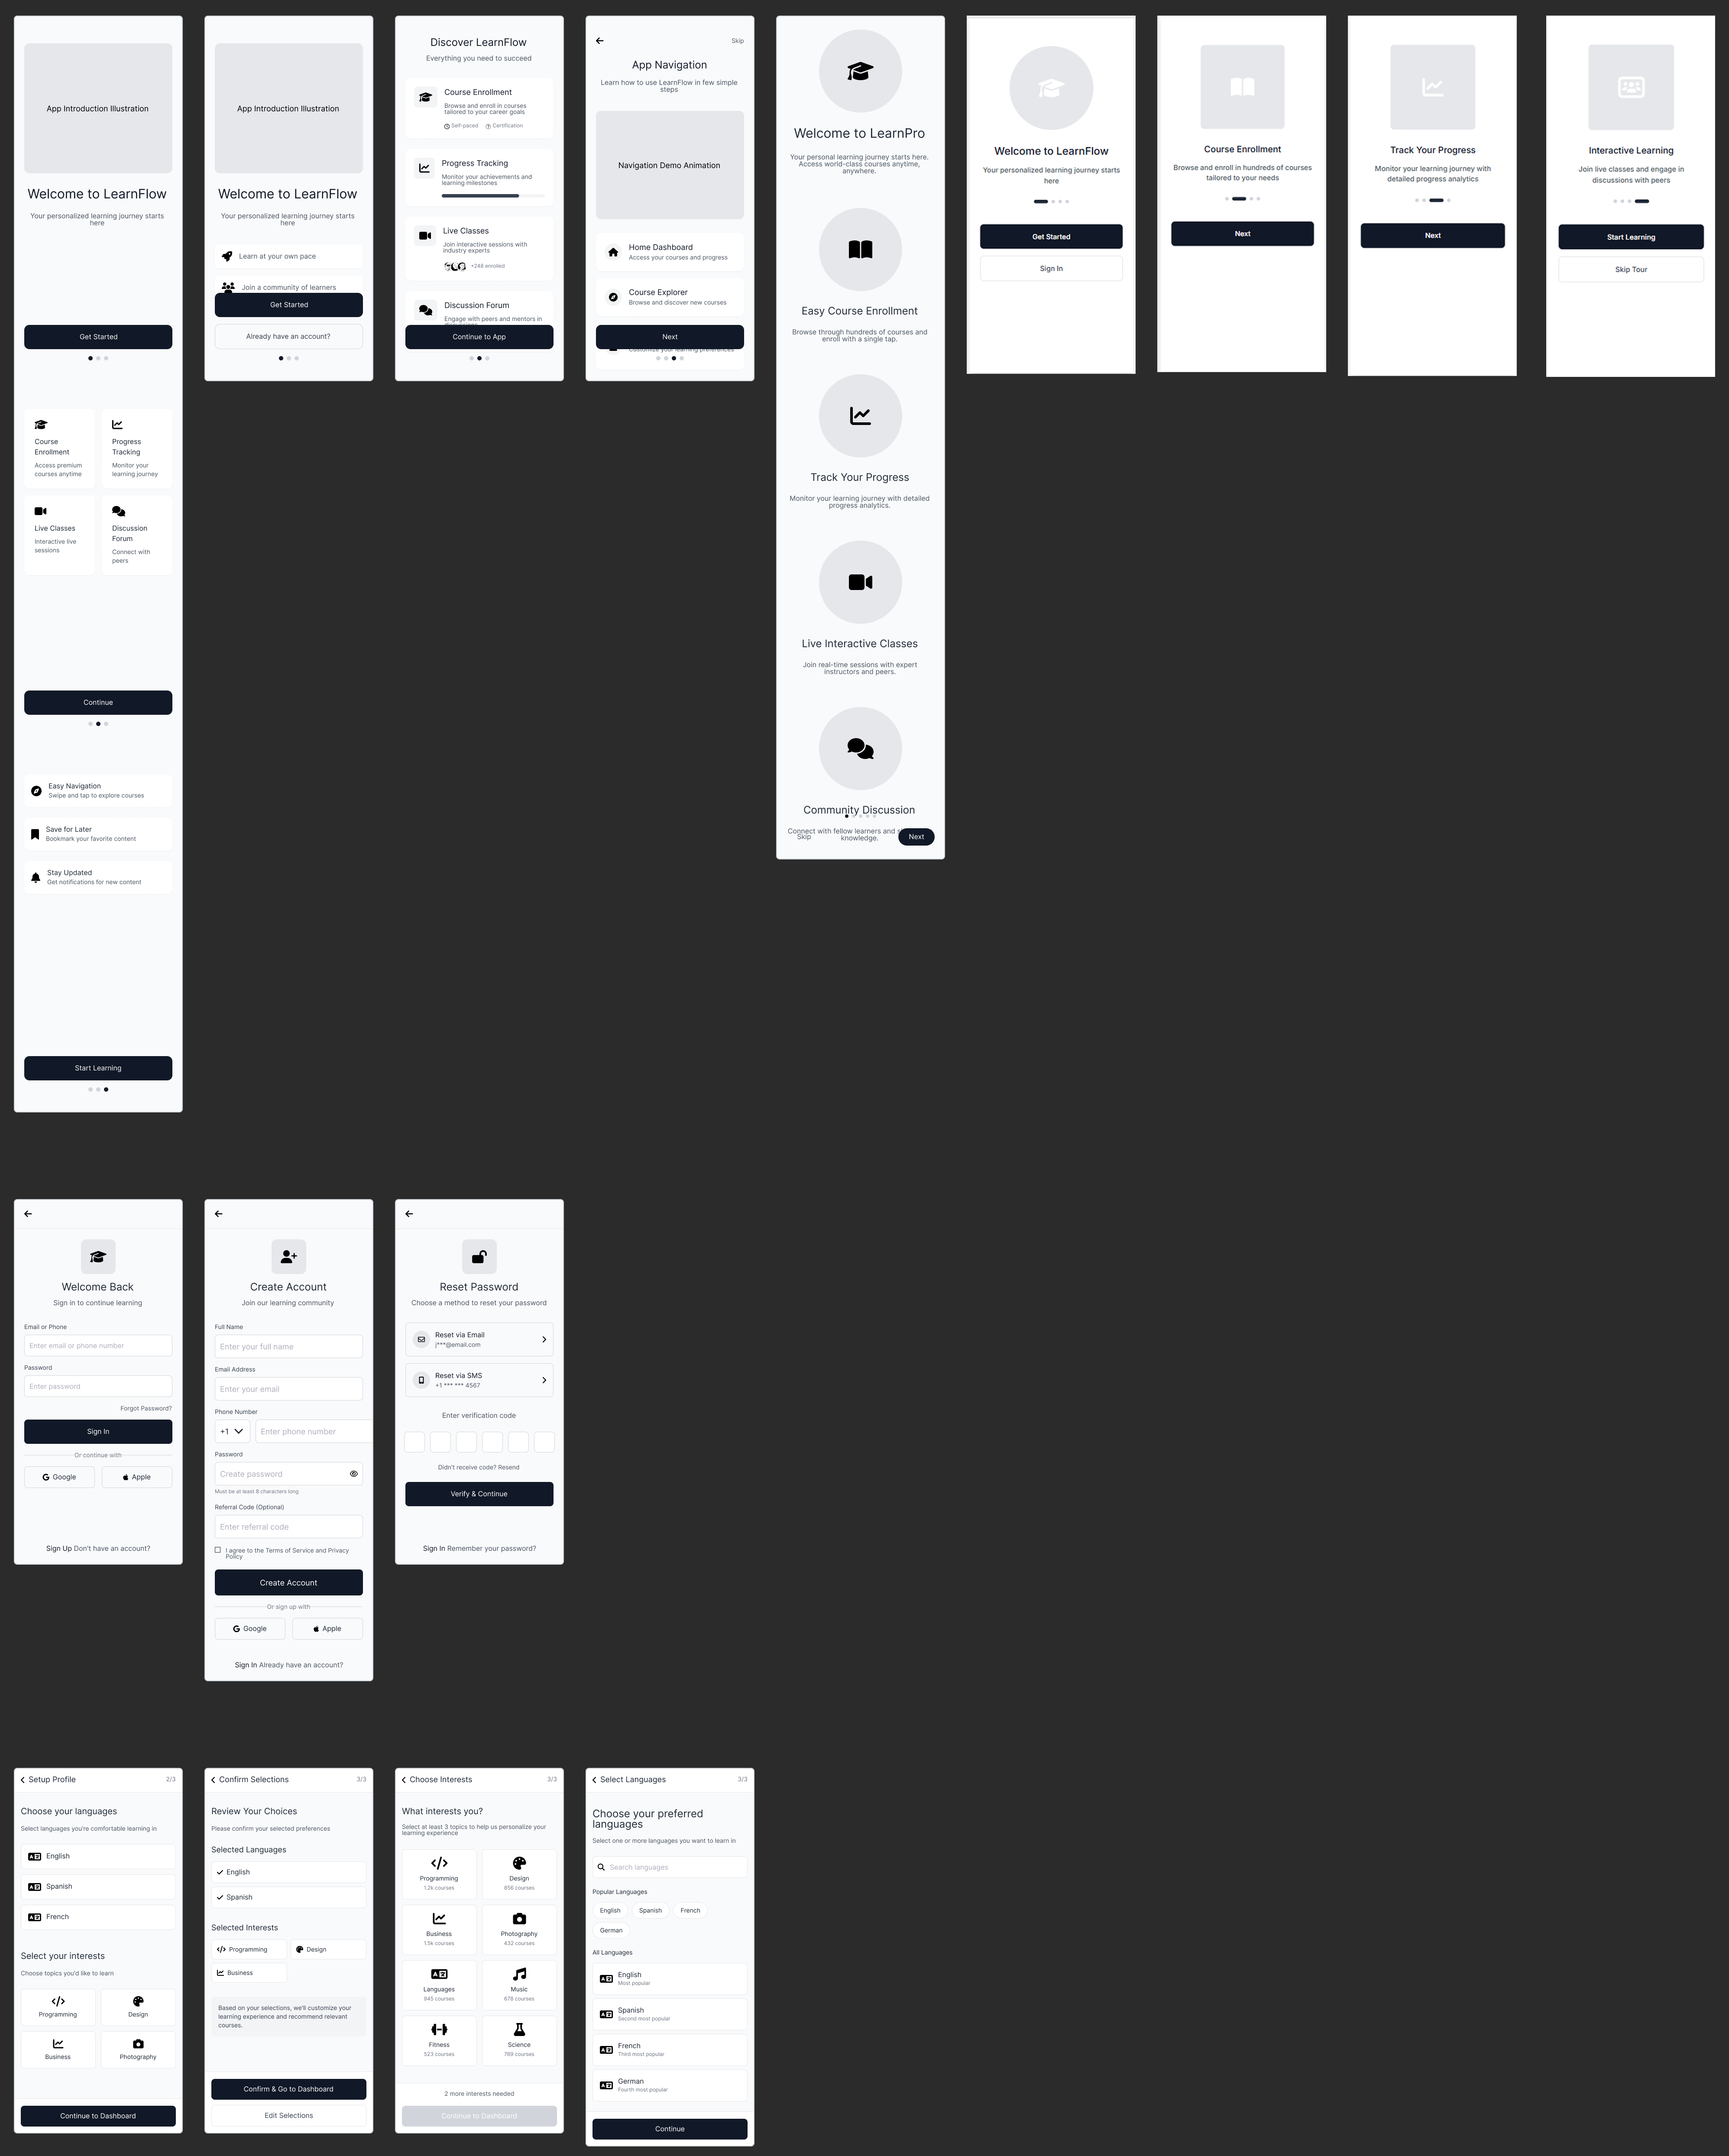 App Introduction Illustration
Welcome to LearnFlow
Your personalized learning journey starts
here
Get Started
Course
Enrollment
Access premium
courses anytime
Progress
Tracking
Monitor your
learning journey
Live Classes
Interactive live
sessions
Discussion
Forum
Connect with
peers
Continue
Easy Navigation
Swipe and tap to explore courses
Save for Later
Bookmark your favorite content
Stay Updated
Get notifications for new content
Start Learning
App Introduction Illustration
Welcome to LearnFlow
Your personalized learning journey starts
here
Learn at your own pace
Join a community of learners
Get Started
Already have an account?
Discover LearnFlow
Everything you need to succeed
Course Enrollment
Browse and enroll in courses
tailored to your career goals
Self-paced
Certification
Progress Tracking
Monitor your achievements and
learning milestones
Live Classes
Join interactive sessions with
industry experts
+248 enrolled
Discussion Forum
Engage with peers and mentors in
Continue to App
Skip
App Navigation
Learn how to use LearnFlow in few simple
steps
Navigation Demo Animation
Home Dashboard
Access your courses and progress
Course Explorer
Browse and discover new courses
Next
Customize your learning preferences
Welcome to LearnPro
Your personal learning journey starts here.
Access world-class courses anytime,
anywhere.
Easy Course Enrollment
Browse through hundreds of courses and
enroll with a single tap.
Track Your Progress
Monitor your learning journey with detailed
progress analytics.
Live Interactive Classes
Join real-time sessions with expert
instructors and peers.
Community Discussion
Connect with fellow learners and
knowledge.
Skip
Next
Welcome to LearnFlow
Your personalized learning journey starts
here
Get Started
Sign In
Course Enrollment
Browse and enroll in hundreds of courses
tailored to your needs
Next
Track Your Progress
Monitor your learning journey with
detailed progress analytics
Next
Interactive Learning
Join live classes and engage in
discussions with peers
Start Learning
Skip Tour
Welcome Back
Sign in to continue learning
Email or Phone
Enter email or phone number
Password
Enter password
Forgot Password?
Sign In
Or continue with
Google
Apple
Sign Up Don't have an account?
Create Account
Join our learning community
Full Name
Enter your full name
Email Address
Enter your email
Phone Number
+1
Enter phone number
Password
Create password
Must be at least 8 characters long
Referral Code (Optional)
Enter referral code
I agree to the Terms of Service and Privacy
Policy
Create Account
Or sign up with
Google
Apple
Sign In Already have an account?
Reset Password
Choose a method to reset your password
Reset via Email
j***@email.com
Reset via SMS
+1 *** *** 4567
Enter verification code
Didn't receive code? Resend
Verify & Continue
Sign In Remember your password?
Setup Profile
2/3
Choose your languages
Select languages you're comfortable learning in
English
Spanish
French
Select your interests
Choose topics you'd like to learn
Programming
Design
Business
Photography
Continue to Dashboard
Confirm Selections
3/3
Review Your Choices
Please confirm your selected preferences
Selected Languages
English
Spanish
Selected Interests
Programming
Design
Business
Based on your selections, we'll customize your
learning experience and recommend relevant
courses.
Confirm & Go to Dashboard
Edit Selections
Choose Interests
3/3
What interests you?
Select at least 3 topics to help us personalize your
learning experience
Programming
1.2k courses
Design
856 courses
Business
1.5k courses
Photography
432 courses
Languages
945 courses
Music
678 courses
Fitness
523 courses
Science
789 courses
2 more interests needed
Continue to Dashboard
Select Languages
3/3
Choose your preferred
languages
Select one or more languages you want to learn in
Search languages
Popular Languages
English
Spanish
French
German
All Languages
English
Most popular
Spanish
Second most popular
French
Third most popular
German
Fourth most popular
Continue